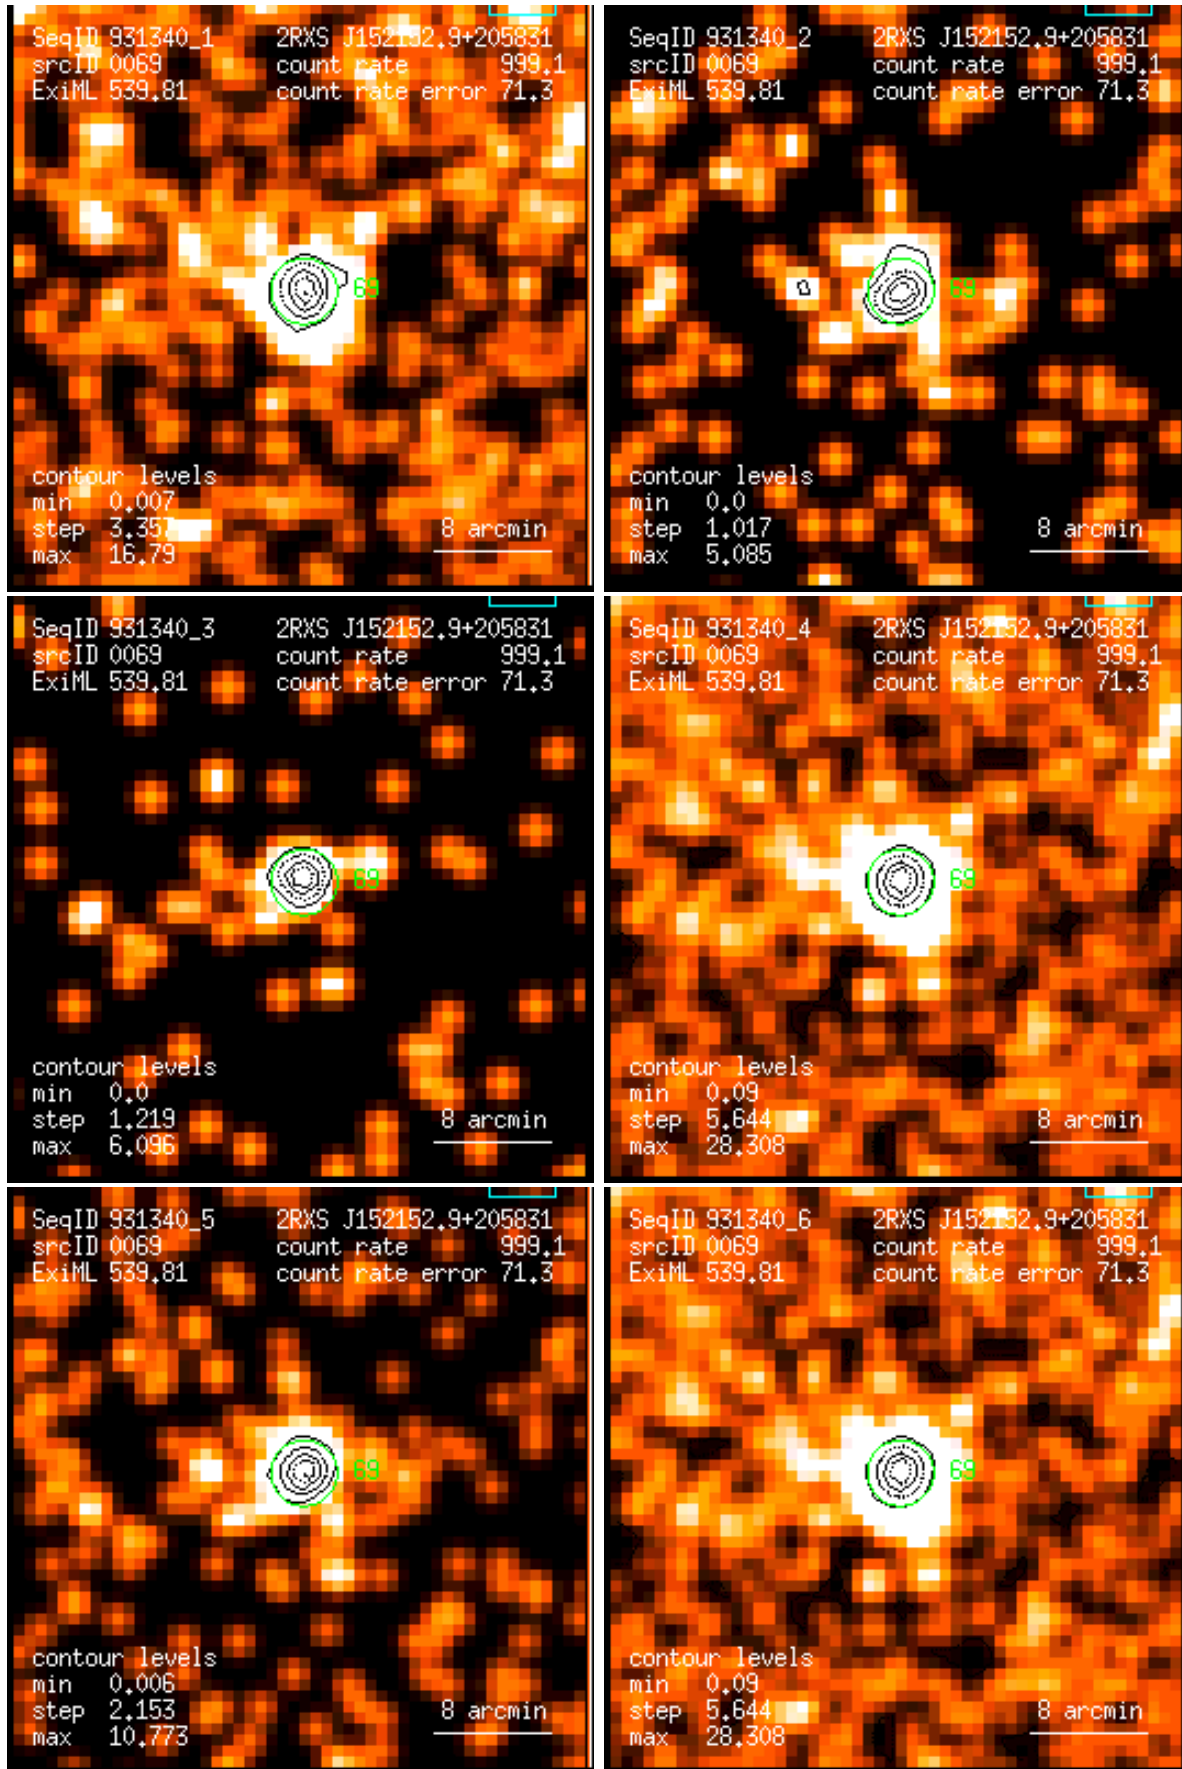 SeqID 931340_1 2RXS J152152.9+205831
srcID 0069 count rate 999.1
ExiML 539.81 count rate error 71.3
69
contour levels
min 0.007
step 3.357 8 arcmin
max 16.79
SeqID 931340_2 2RXS J152152.9+205831
srcID 0069 count rate 999.1
ExiML 539.81 count rate error 71.3
69
contour levels
min 0.0
step 1.017 8 arcmin
max 5.085
SeqID 931340_3 2RXS J152152.9+205831
srcID 0069 count rate 999.1
ExiML 539.81 count rate error 71.3
69
contour levels
min 0.0
step 1.219 8 arcmin
max 6.096
SeqID 931340_4 2RXS J152152.9+205831
srcID 0069 count rate 999.1
ExiML 539.81 count rate error 71.3
69
contour levels
min 0.09
step 5.644 8 arcmin
max 28.308
SeqID 931340_5 2RXS J152152.9+205831
srcID 0069 count rate 999.1
ExiML 539.81 count rate error 71.3
69
contour levels
min 0.006
step 2.153 8 arcmin
max 10.773
SeqID 931340_6 2RXS J152152.9+205831
srcID 0069 count rate 999.1
ExiML 539.81 count rate error 71.3
69
contour levels
min 0.09
step 5.644 8 arcmin
max 28.308